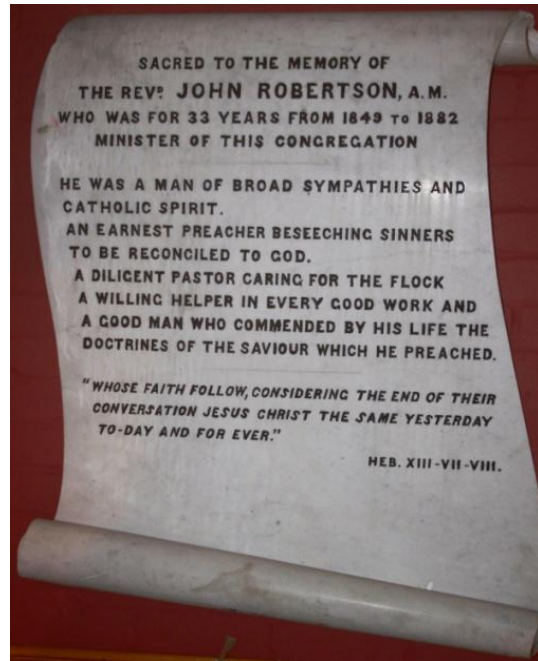 SACRED TO THE MEMORY OF
THE REVD. JOHN ROBERTSON, A.M.
WHO WAS FOR 33 YEARS FROM 1849 TO 1882
MINISTER OF THIS CONGREGATION
HE WAS A MAN OF BROAD SYMPATHIES AND
CATHOLIC SPIRIT.
AN EARNEST PREACHER BESEECHING SINNERS
TO BE RECONCILED TO GOD.
A DILIGENT PASTOR CARING FOR THE FLOCK
A WILLING HELPER IN EVERY GOOD WORK AND
A GOOD MAN WHO COMMENDED BY HIS LIFE THE
DOCTRINES OF THE SAVIOUR WHICH HE PREACHED.
"WHOSE FAITH FOLLOW, CONSIDERING THE END OF THEIR
CONVERSATION JESUS CHRIST THE SAME YESTERDAY
TO-DAY AND FOR EVER."
HEB. XIII-VII-VIII.